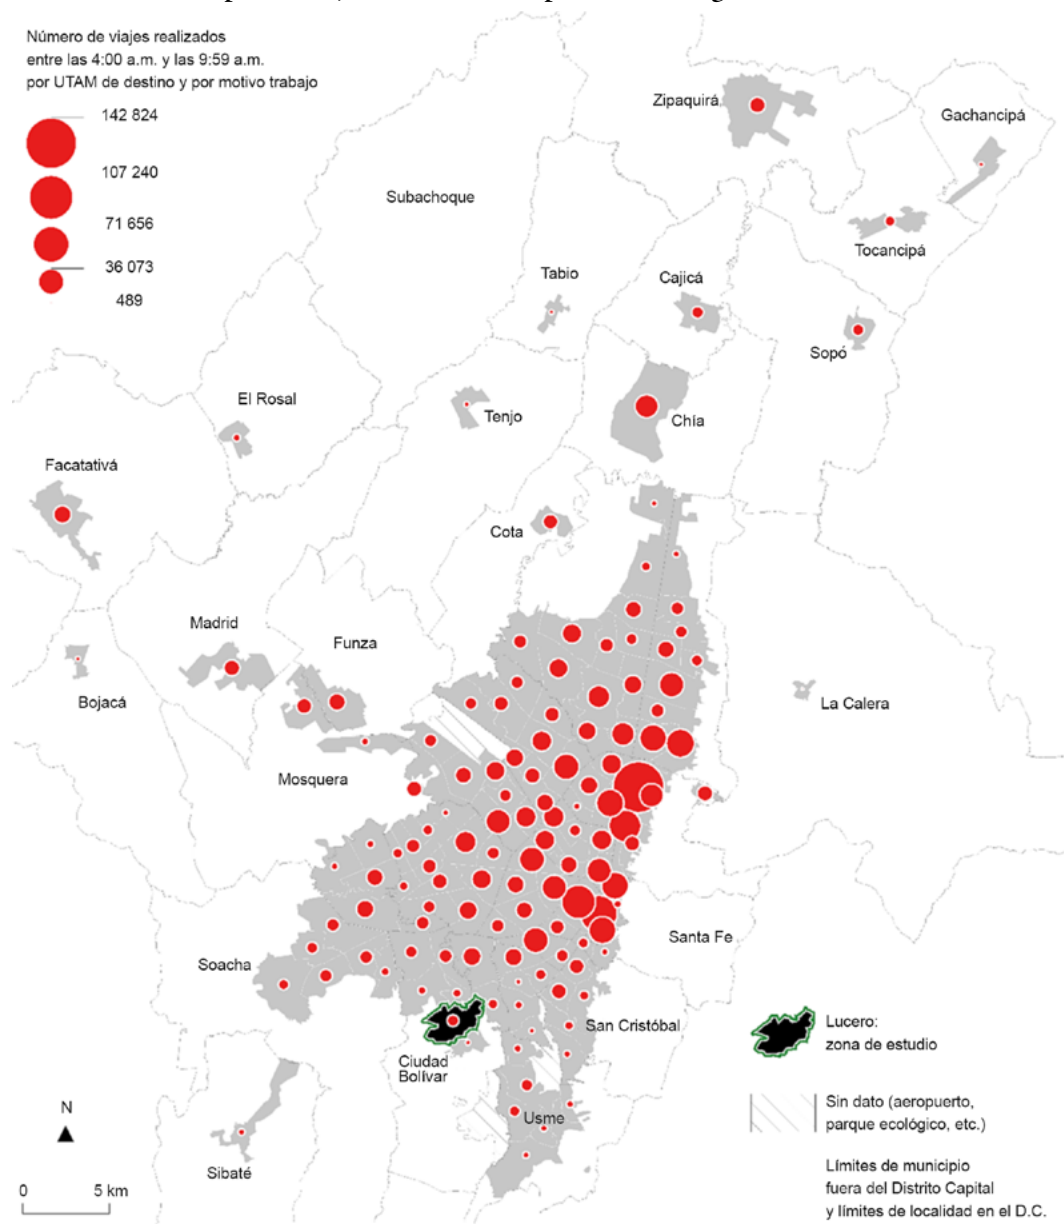 Número de viajes realizados
entre las 4:00 a.m. y las 9:59 a.m.
por UTAM de destino y por motivo trabajo
142 824
107 240
71 656
36 073
489
Zipaquirá
Gachancipá
Subachoque
Tocancipá
Tabio
Cajicá
Sopó
El Rosal
Tenjo
Chía
Facatativá
Cota
Madrid
Funza
Bojacá
La Calera
Mosquera
Santa Fe
Soacha
San Cristóbal
Lucero:
zona de estudio
Ciudad
Bolívar
Usme
Sin dato (aeropuerto,
parque ecológico, etc.)
N
Sibaté
Límites de municipio
fuera del Distrito Capital
y límites de localidad en el D.C.
0 5 km